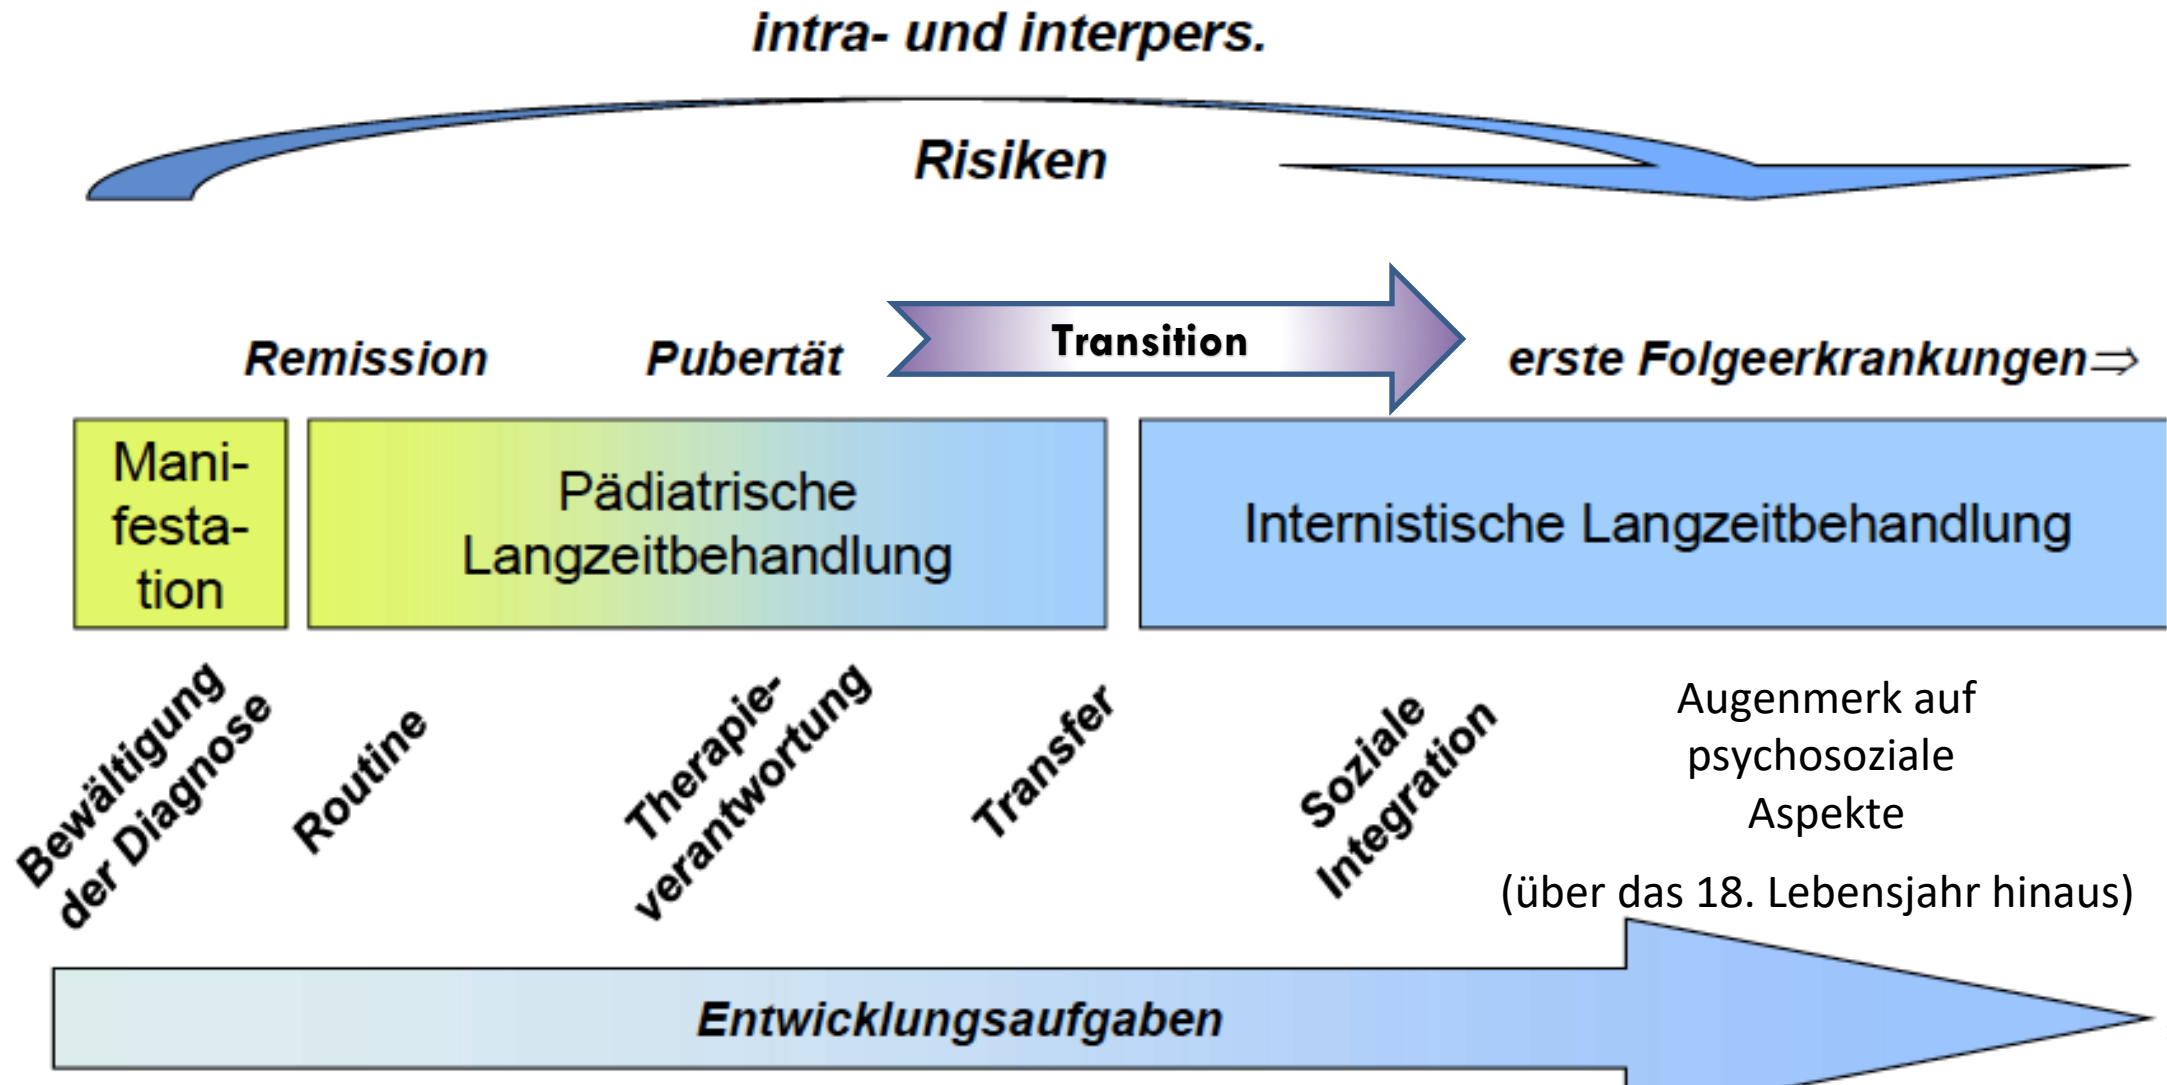 intra- und interpers.
Risiken
Transition
Remission
Pubertät
erste Folgeerkrankungen⇒
Mani-
festa-
tion
Pädiatrische
Langzeitbehandlung
Internistische Langzeitbehandlung
Bewältigung
der Diagnose
Routine
Therapie-
verantwortung
Transfer
Soziale
Integration
Augenmerk auf
psychosoziale
Aspekte
(über das 18. Lebensjahr hinaus)
Entwicklungsaufgaben